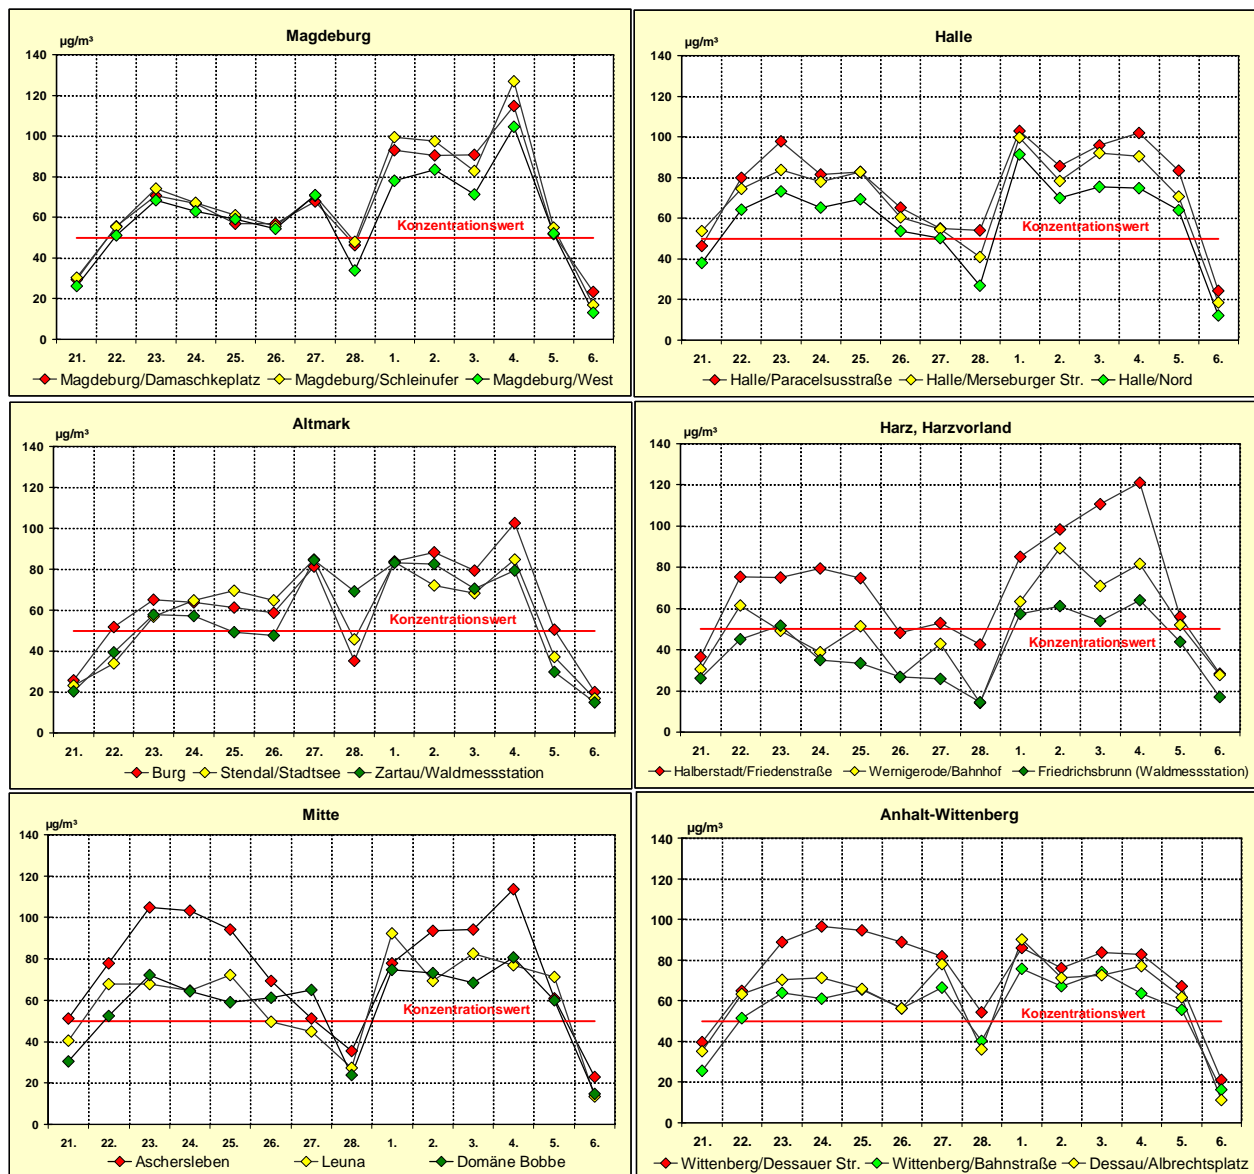 Magdeburg
µg/m³
140
120
100
80
60
40
20
0
Konzentrationswert
21. 22. 23. 24. 25. 26. 27. 28. 1. 2. 3. 4. 5. 6.
Magdeburg/Damaschkeplatz Magdeburg/Schleinufer Magdeburg/West
Halle
µg/m³
140
120
100
80
60
40
20
0
Konzentrationswert
21. 22. 23. 24. 25. 26. 27. 28. 1. 2. 3. 4. 5. 6.
Halle/Paracelsusstraße Halle/Merseburger Str. Halle/Nord
Altmark
µg/m³
140
120
100
80
60
40
20
0
Konzentrationswert
21. 22. 23. 24. 25. 26. 27. 28. 1. 2. 3. 4. 5. 6.
Burg Stendal/Stadtsee Zartau/Waldmessstation
Harz, Harzvorland
µg/m³
140
120
100
80
60
40
20
0
Konzentrationswert
21. 22. 23. 24. 25. 26. 27. 28. 1. 2. 3. 4. 5. 6.
Halberstadt/Friedenstraße Wernigerode/Bahnhof Friedrichsbrunn (Waldmessstation)
Mitte
µg/m³
140
120
100
80
60
40
20
0
Konzentrationswert
21. 22. 23. 24. 25. 26. 27. 28. 1. 2. 3. 4. 5. 6.
Aschersleben Leuna Domäne Bobbe
Anhalt-Wittenberg
µg/m³
140
120
100
80
60
40
20
0
Konzentrationswert
21. 22. 23. 24. 25. 26. 27. 28. 1. 2. 3. 4. 5. 6.
Wittenberg/Dessauer Str. Wittenberg/Bahnstraße Dessau/Albrechtsplatz